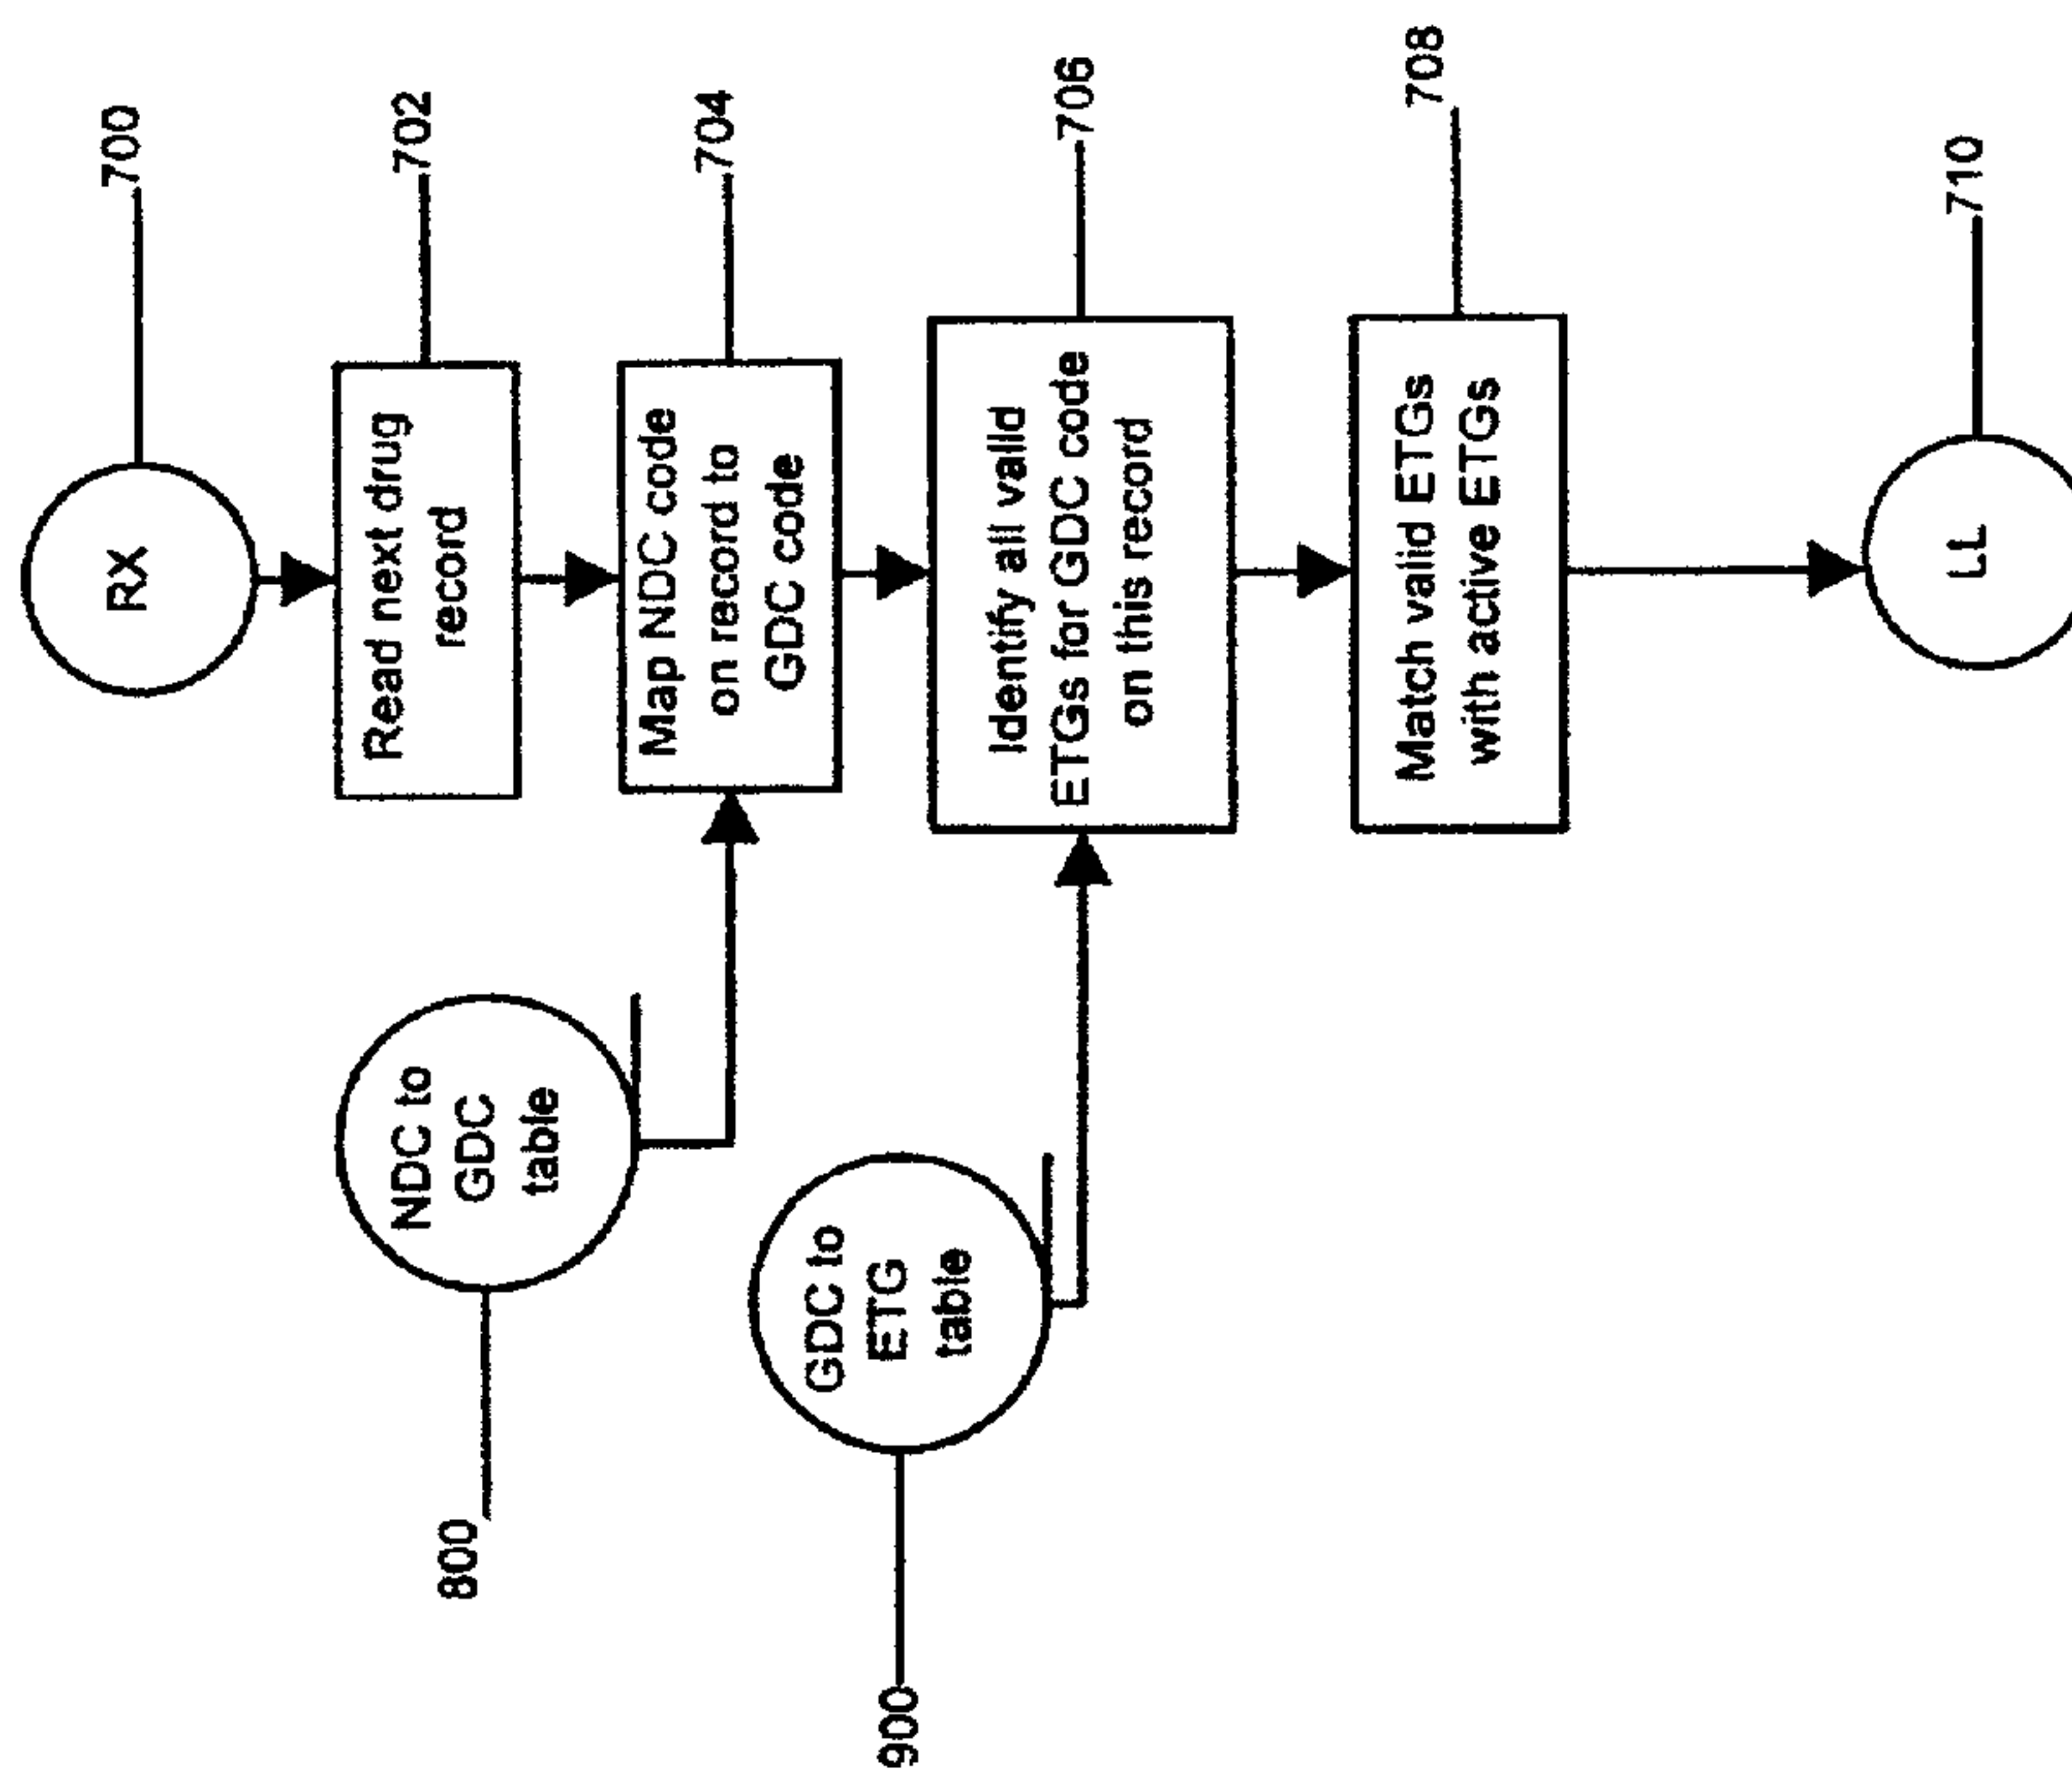 RX
700
Read next drug
record
702
NDC to
GDC
table
800
Map NDC code
on record to
GDC code
704
GDC to
ETG
table
900
Identify all valid
ETGs for GDC code
on this record
706
Match valid ETGs
with active ETGs
708
LL
710